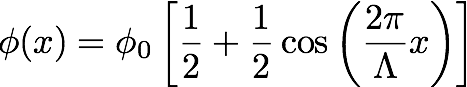 ϕ(x) = ϕ₀ [1/2 + 1/2 cos(2π/Λ x)]